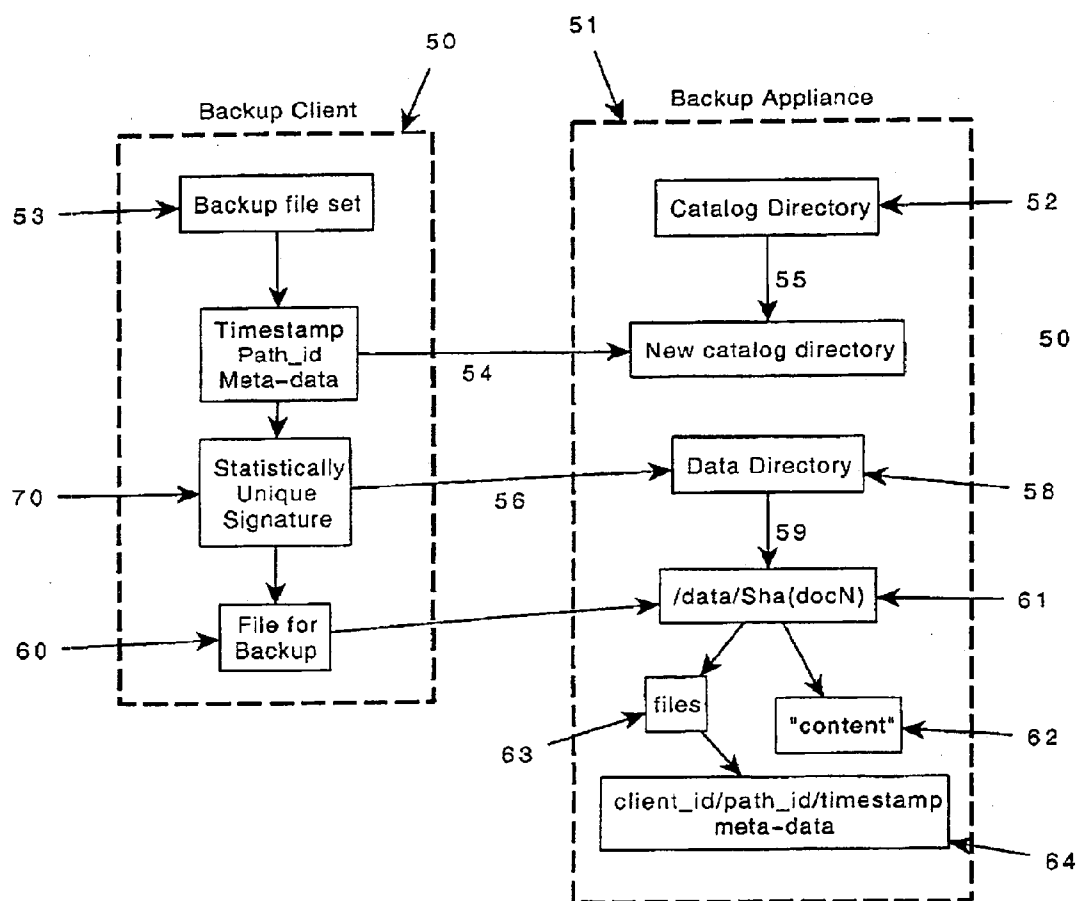 50
51
Backup Client
Backup Appliance
53
Backup file set
Catalog Directory
52
55
Timestamp
Path_id
Meta-data
54
New catalog directory
50
70
Statistically
Unique
Signature
56
Data Directory
58
59
60
File for
Backup
/data/Sha(docN)
61
files
"content"
63
62
client_id/path_id/timestamp
meta-data
64